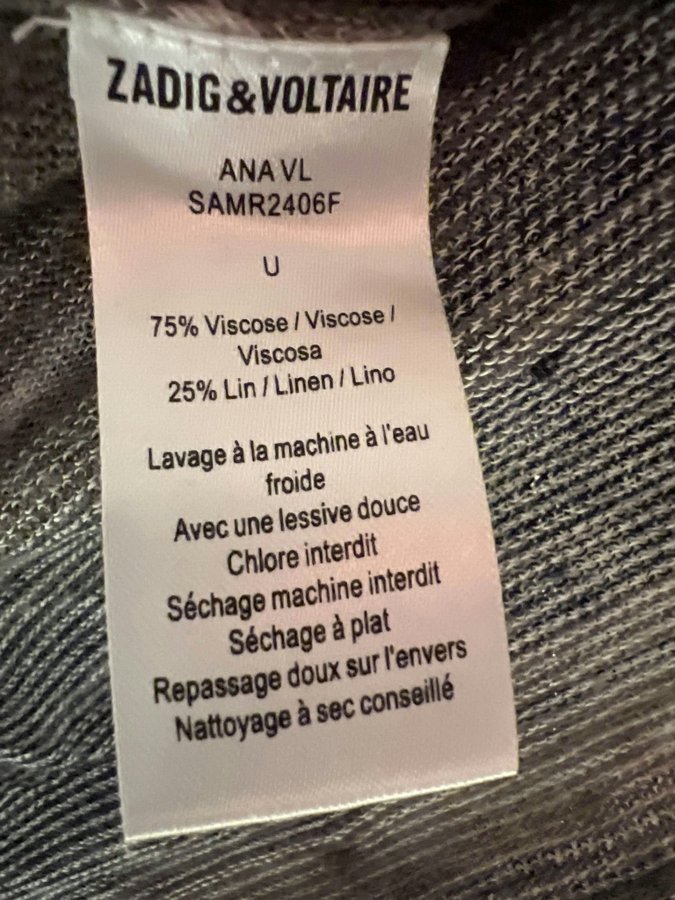 ZADIG&VOLTAIRE
ANA VL
SAMR2406F
U
75% Viscose / Viscose /
Viscosa
25% Lin / Linen / Lino
Lavage à la machine à l'eau
froide
Avec une lessive douce
Chlore interdit
Séchage machine interdit
Séchage à plat
Repassage doux sur l'envers
Nattoyage à sec conseillé